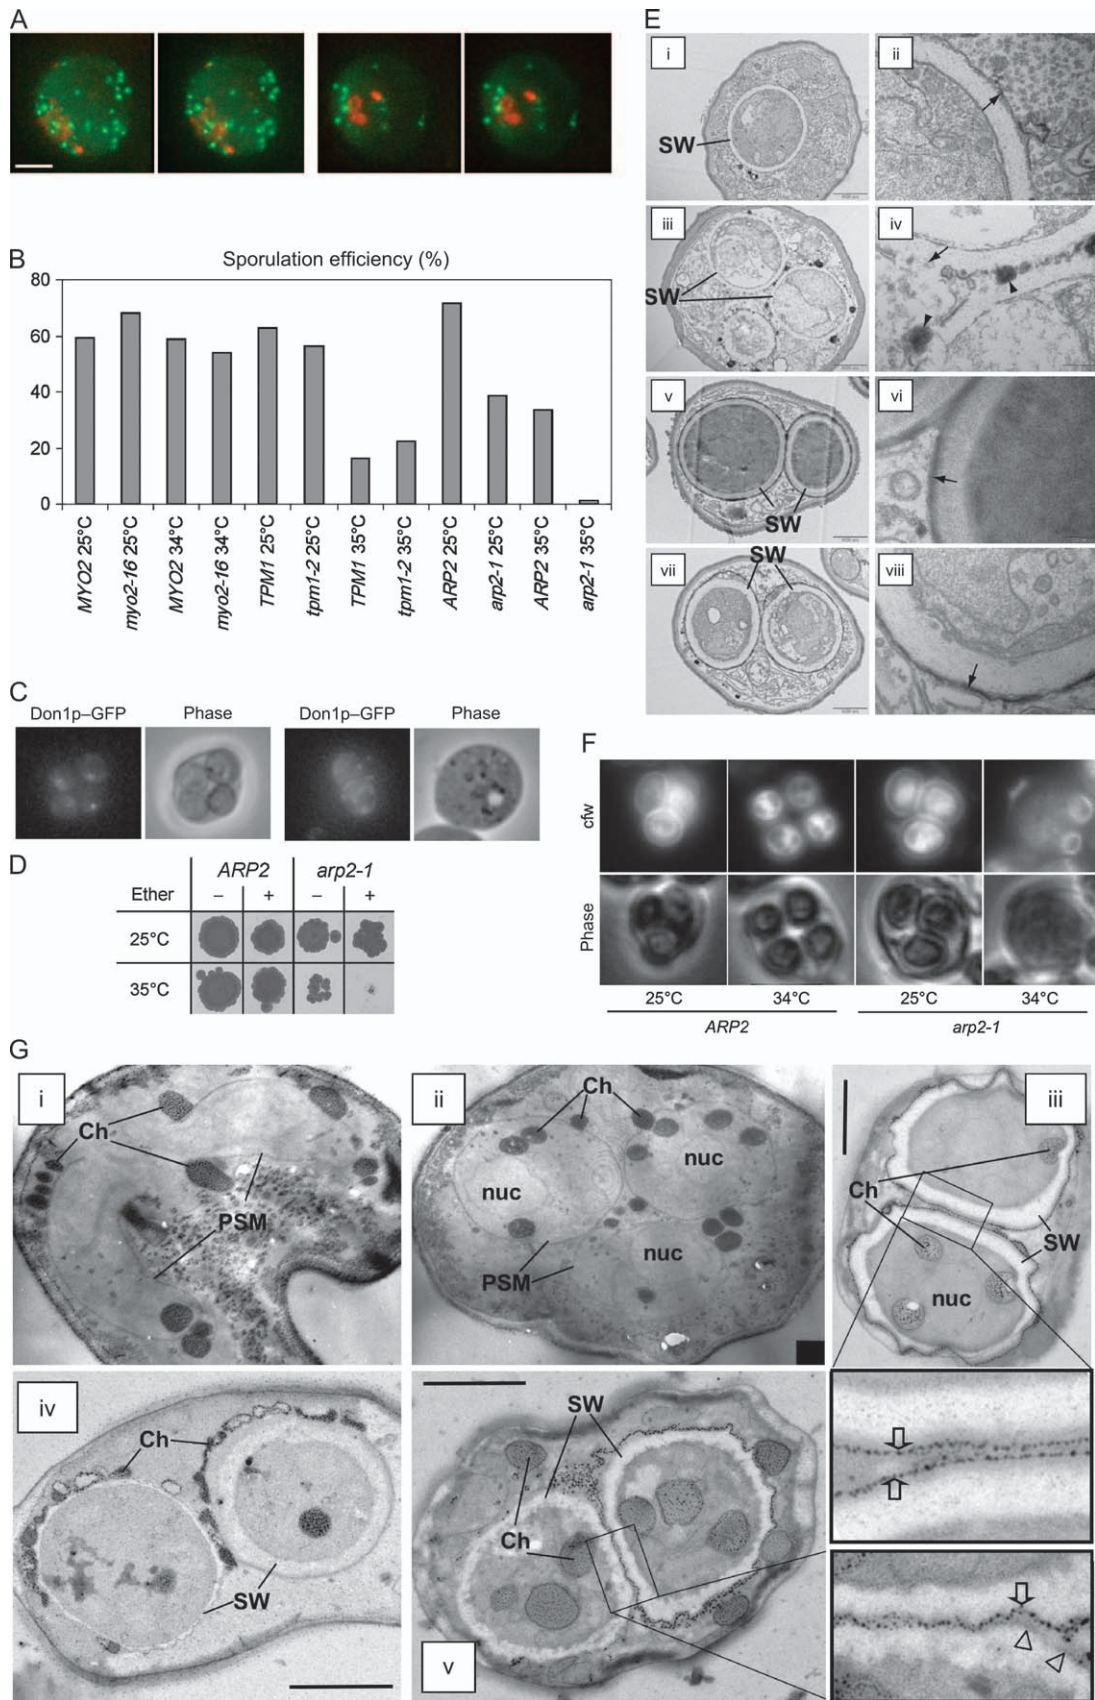 A
B
Sporulation efficiency (%)
80
60
40
20
0
MYO2 25°C
myo2-16 25°C
MYO2 34°C
myo2-16 34°C
TPM1 25°C
tpm1-2 25°C
TPM1 35°C
tpm1-2 35°C
ARP2 25°C
arp2-1 25°C
ARP2 35°C
arp2-1 35°C
C
Don1p–GFP Phase Don1p–GFP Phase
D
ARP2 arp2-1
Ether – + – +
25°C
35°C
E
i
SW
ii
iii
SW
iv
v
SW
vi
vii
SW
viii
F
cfw
Phase
25°C 34°C 25°C 34°C
ARP2 arp2-1
G
i
Ch
PSM
ii
Ch
nuc
nuc
PSM
nuc
iii
Ch
SW
nuc
iv
Ch
SW
SW
Ch
v